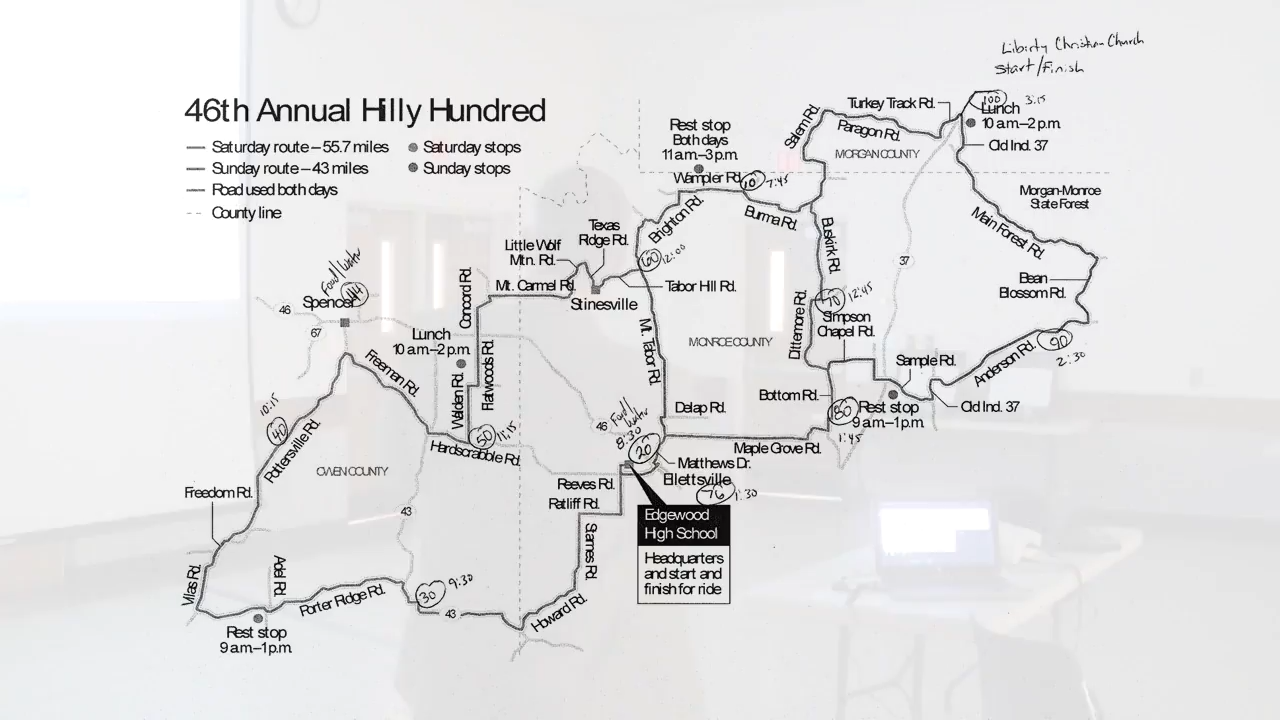 Liberty Christian Church
Start/Finish
46th Annual Hilly Hundred
Saturday route – 55.7 miles
Sunday route – 43 miles
Road used both days
County line
Saturday stops
Sunday stops
Turkey Track Rd.
100
3:15
Lunch
10 a.m.–2 p.m.
Old Ind. 37
Salem Rd.
Paragon Rd.
MORGAN COUNTY
Rest stop
Both days
11 a.m.–3 p.m.
Wampler Rd.
10
7:45
Morgan-Monroe
State Forest
Brighton Rd.
Burma Rd.
Buskirk Rd.
Main Forest Rd.
Texas
Ridge Rd.
Little Wolf
Mtn. Rd.
60
12:00
37
Food/Water
Spencer
44
46
67
Concord Rd.
Mt. Carmel Rd.
Stinesville
Tabor Hill Rd.
Bean
Blossom Rd.
70
12:45
Simpson
Chapel Rd.
Dittemore Rd.
Mt. Tabor Rd.
MONROE COUNTY
Lunch
10 a.m.–2 p.m.
Freeman Rd.
Walden Rd.
Flatwoods Rd.
Sample Rd.
Anderson Rd.
90
2:30
Bottom Rd.
80
1:45
Rest stop
9 a.m.–1 p.m.
Old Ind. 37
10:15
40
Pottersville Rd.
50
11:15
Hardscrabble Rd.
46
Food/Water
8:30
20
Delap Rd.
Maple Grove Rd.
Matthews Dr.
Ellettsville
76
1:30
OWEN COUNTY
Reeves Rd.
Ratliff Rd.
Freedom Rd.
43
Edgewood
High School
Headquarters
and start and
finish for ride
Starnes Rd.
Vilas Rd.
Adel Rd.
Porter Ridge Rd.
30
9:30
43
Howard Rd.
Rest stop
9 a.m.–1 p.m.